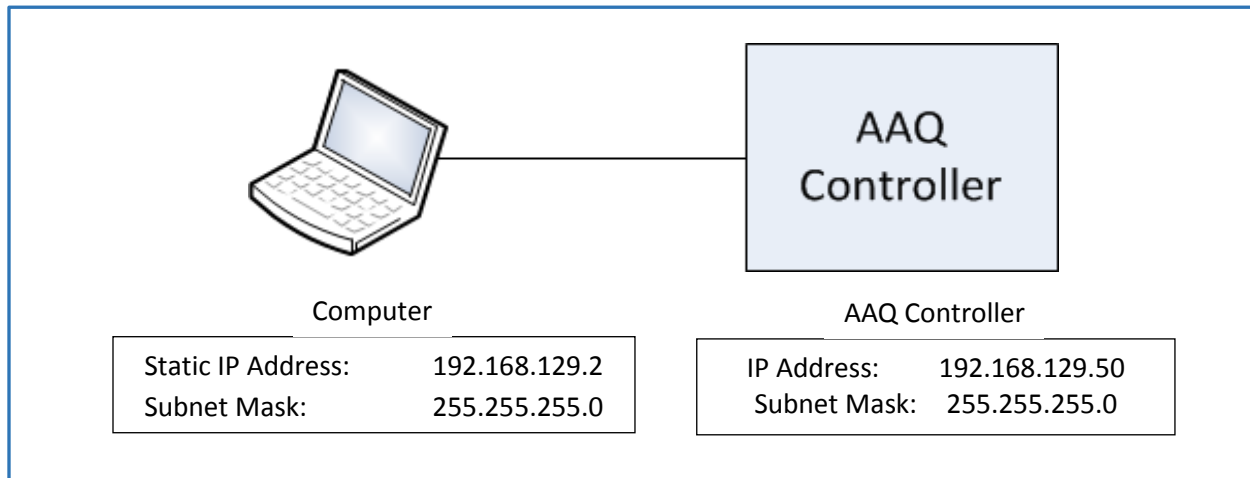 AAQ
Controller
Computer
AAQ Controller
Static IP Address: 192.168.129.2
Subnet Mask: 255.255.255.0
IP Address: 192.168.129.50
Subnet Mask: 255.255.255.0